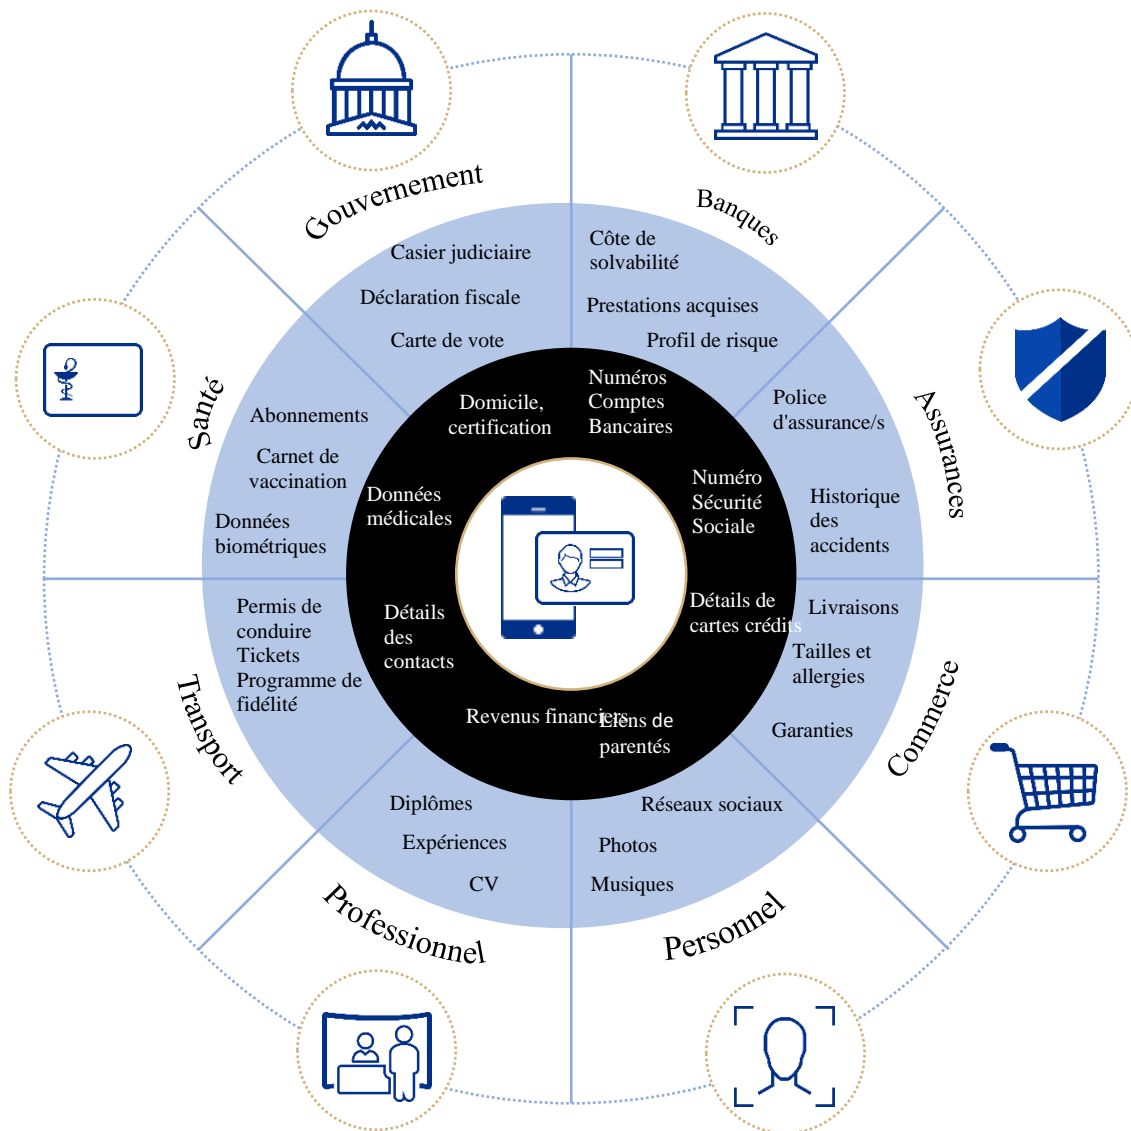 Gouvernement
Banques
Casier judiciaire
Déclaration fiscale
Carte de vote
Côte de
solvabilité
Prestations acquises
Profil de risque
Santé
Abonnements
Carnet de
vaccination
Données
biométriques
Assurances
Police
d'assurance/s
Historique
des
accidents
Domicile,
certification
Numéros
Comptes
Bancaires
Données
médicales
Numéro
Sécurité
Sociale
Détails
des
contacts
Détails de
cartes crédits
Revenus financiers
Liens de
parentés
Transport
Permis de
conduire
Tickets
Programme de
fidélité
Commerce
Livraisons
Tailles et
allergies
Garanties
Professionnel
Diplômes
Expériences
CV
Personnel
Réseaux sociaux
Photos
Musiques